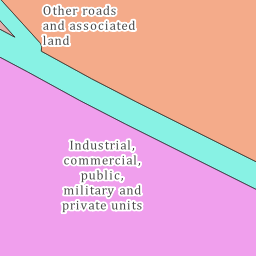 Other roads
and associated
land
Industrial,
commercial,
public,
military and
private units